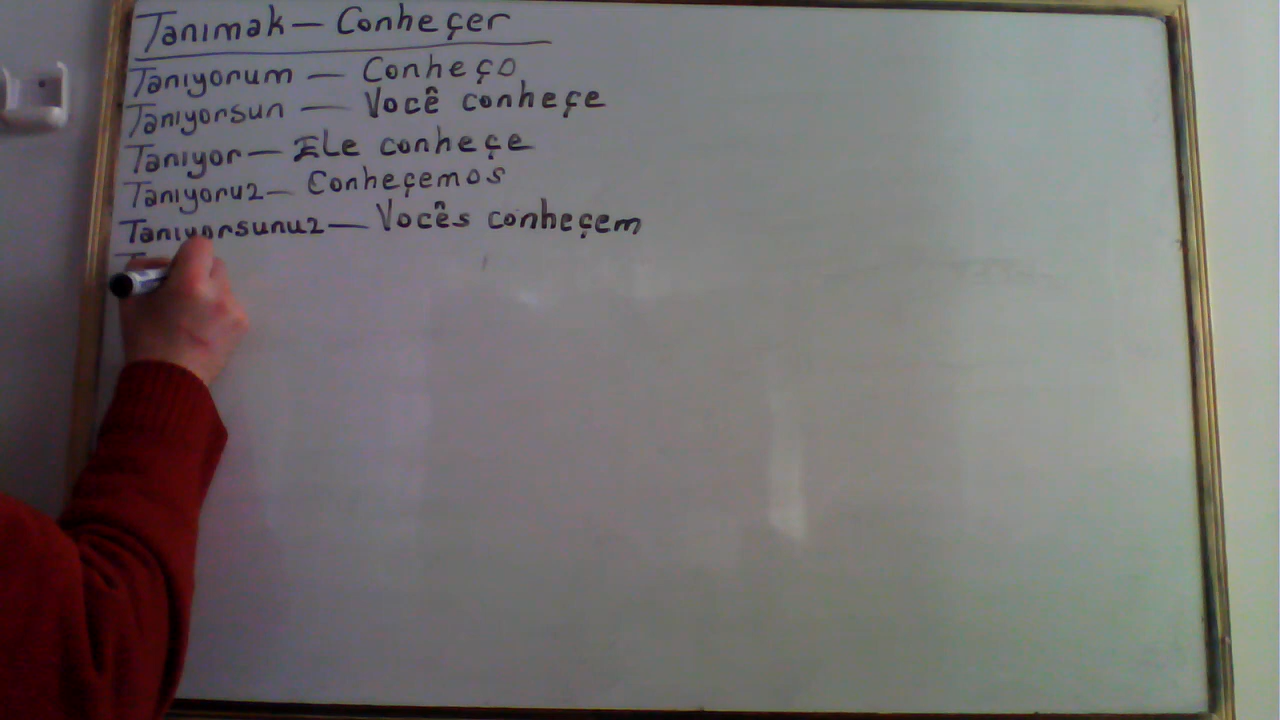 Tanımak — Conheçer
Tanıyorum — Conheço
Tanıyorsun — Você conheçe
Tanıyor — Ele conheçe
Tanıyoruz — Conheçemos
Tanıyorsunuz — Vocês conheçem
T